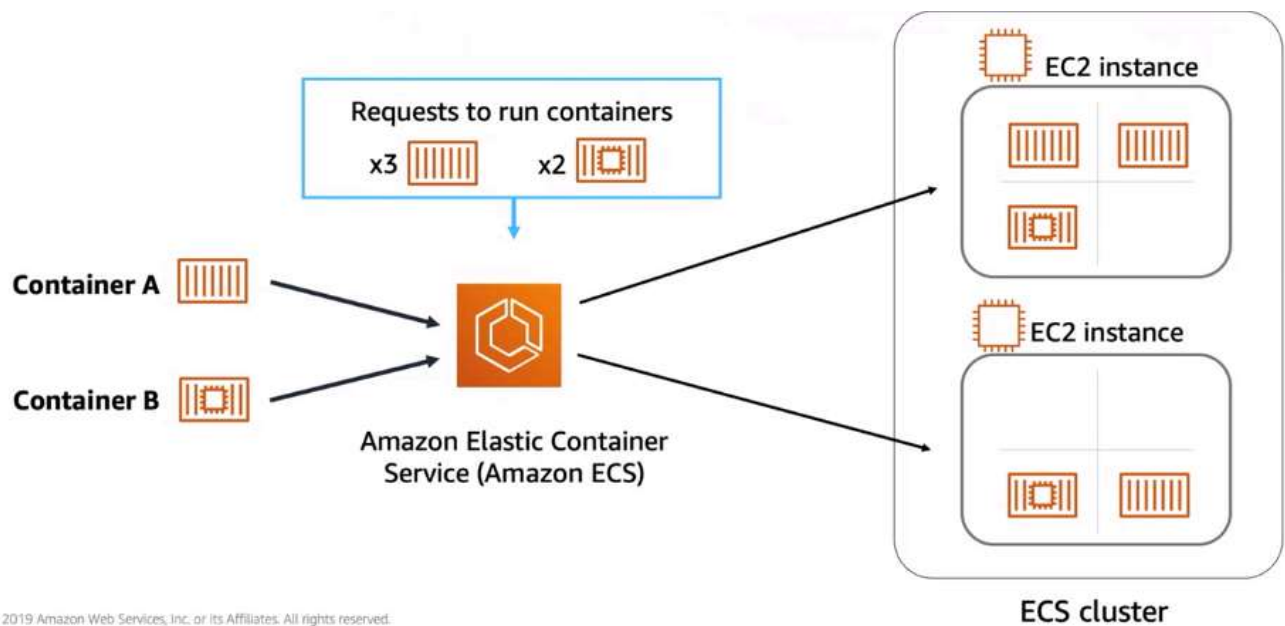 Requests to run containers
x3
x2
Container A
Container B
Amazon Elastic Container
Service (Amazon ECS)
EC2 instance
EC2 instance
ECS cluster
2019 Amazon Web Services, Inc. or its Affiliates. All rights reserved.